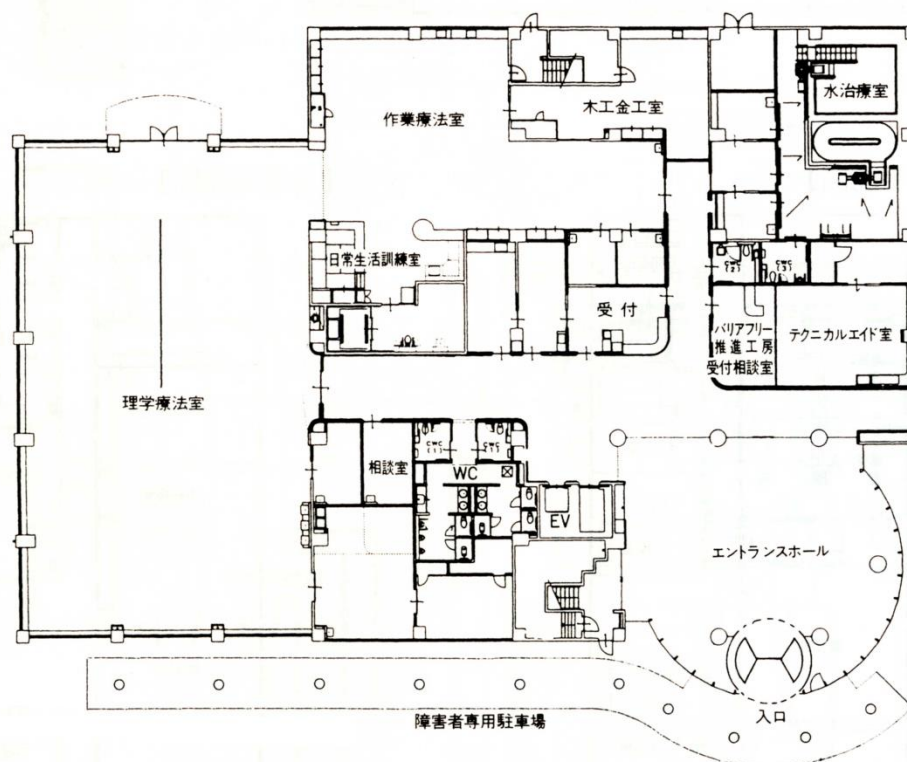 水治療室
作業療法室
木工金工室
日常生活訓練室
受付
バリアフリー
推進工房
受付相談室
テクニカルエイド室
理学療法室
相談室
WC
EV
エントランスホール
入口
障害者専用駐車場